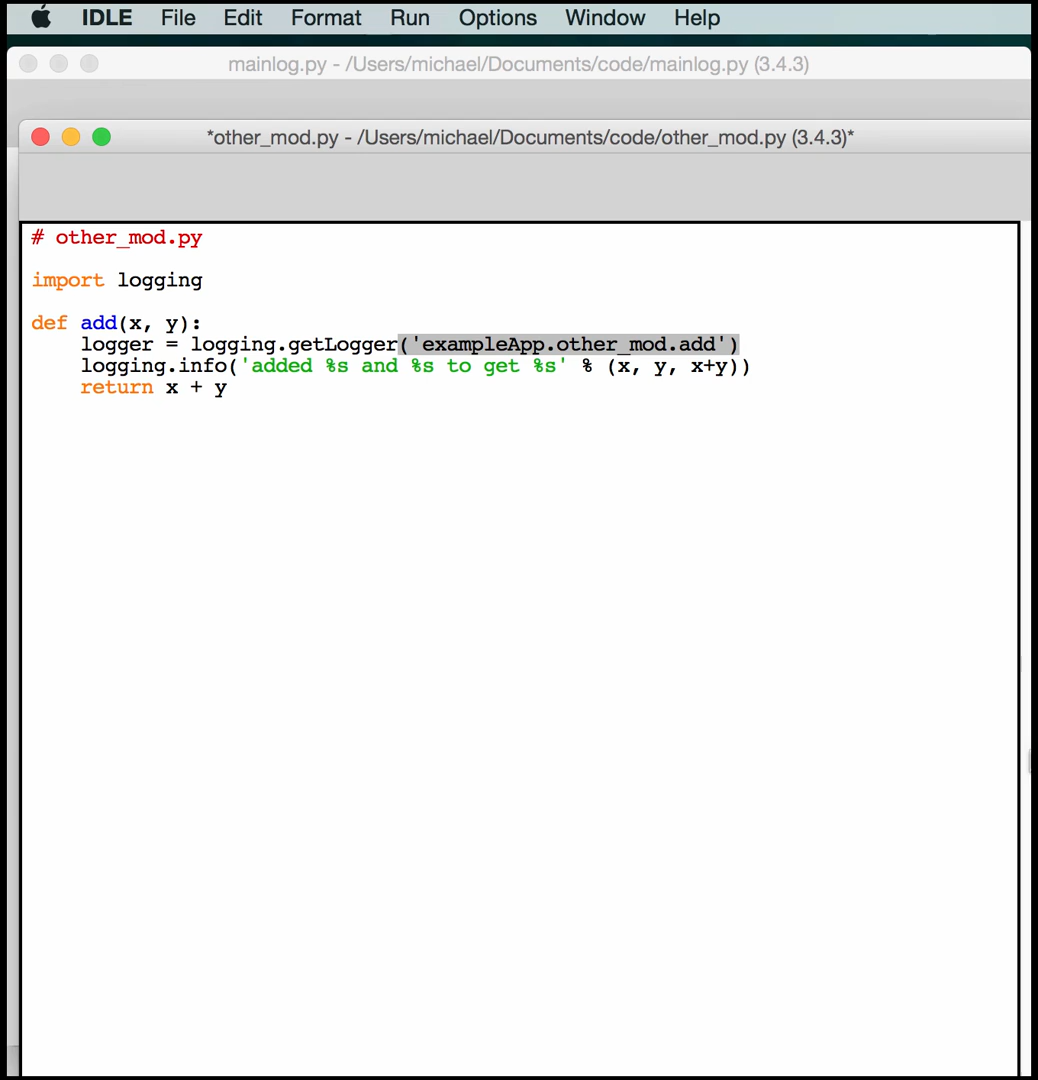 IDLE File Edit Format Run Options Window Help
mainlog.py - /Users/michael/Documents/code/mainlog.py (3.4.3)
*other_mod.py - /Users/michael/Documents/code/other_mod.py (3.4.3)*
# other_mod.py
import logging
def add(x, y):
    logger = logging.getLogger('exampleApp.other_mod.add')
    logging.info('added %s and %s to get %s' % (x, y, x+y))
    return x + y